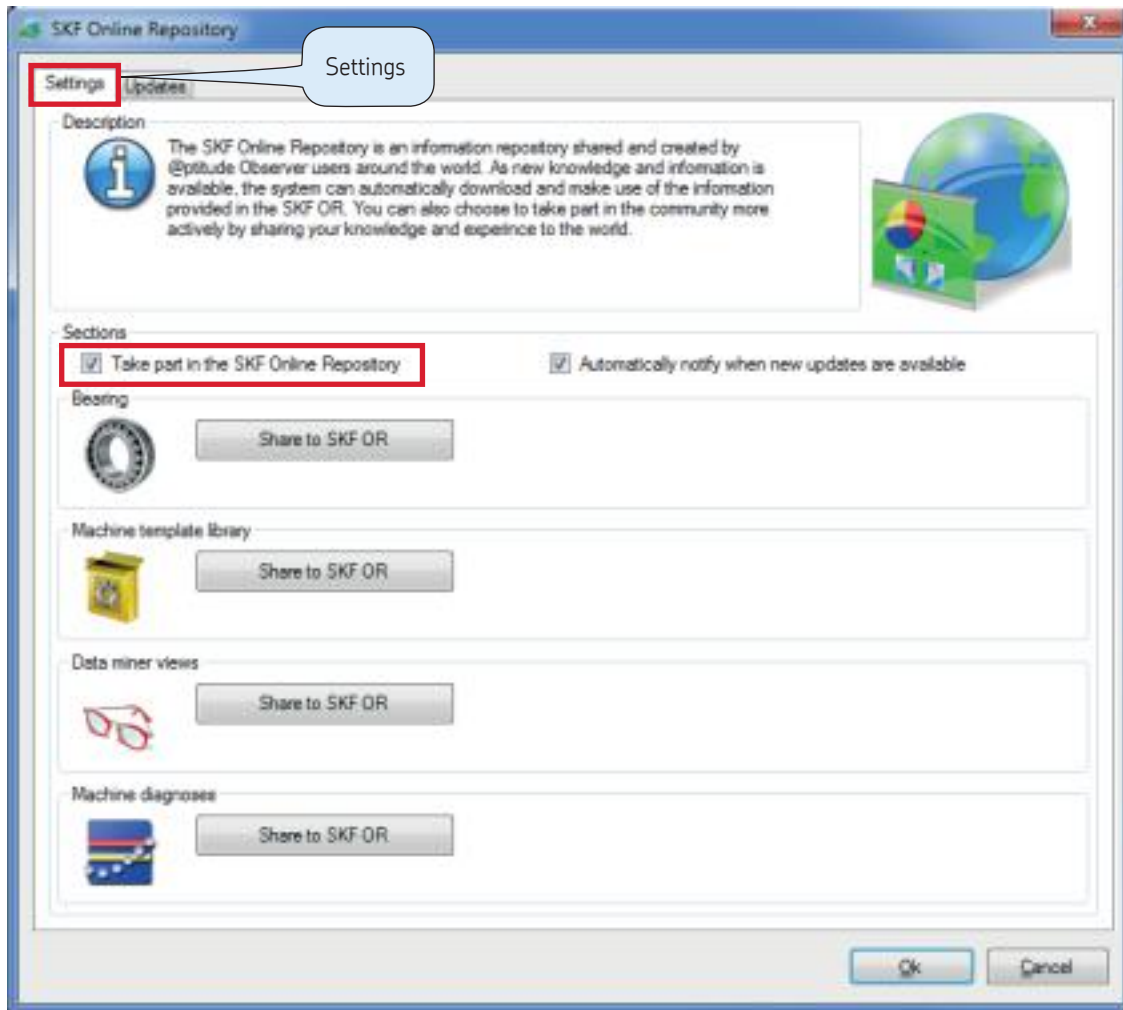 SKF Online Repository
Settings
Settings
Updates
Description
The SKF Online Repository is an information repository shared and created by
@ptitude Observer users around the world. As new knowledge and information is
available, the system can automatically download and make use of the information
provided in the SKF OR. You can also choose to take part in the community more
actively by sharing your knowledge and experince to the world.
Sections
Take part in the SKF Online Repository
Automatically notify when new updates are available
Bearing
Share to SKF OR
Machine template library
Share to SKF OR
Data miner views
Share to SKF OR
Machine diagnoses
Share to SKF OR
Ok
Cancel